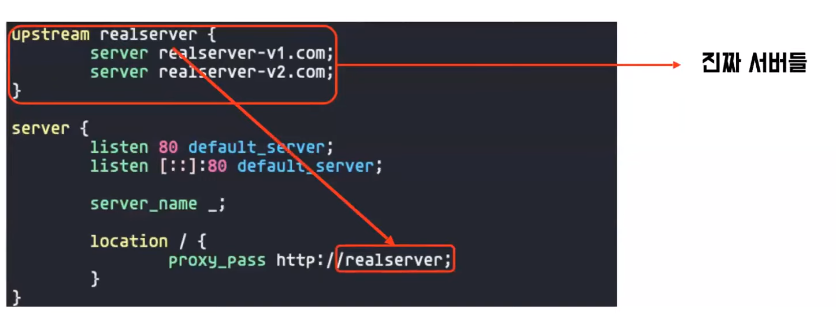 upstream realserver {
server realserver-v1.com;
server realserver-v2.com;
}
진짜 서버들
server {
listen 80 default_server;
listen [::]:80 default_server;
server_name _;
location / {
proxy_pass http://realserver;
}
}